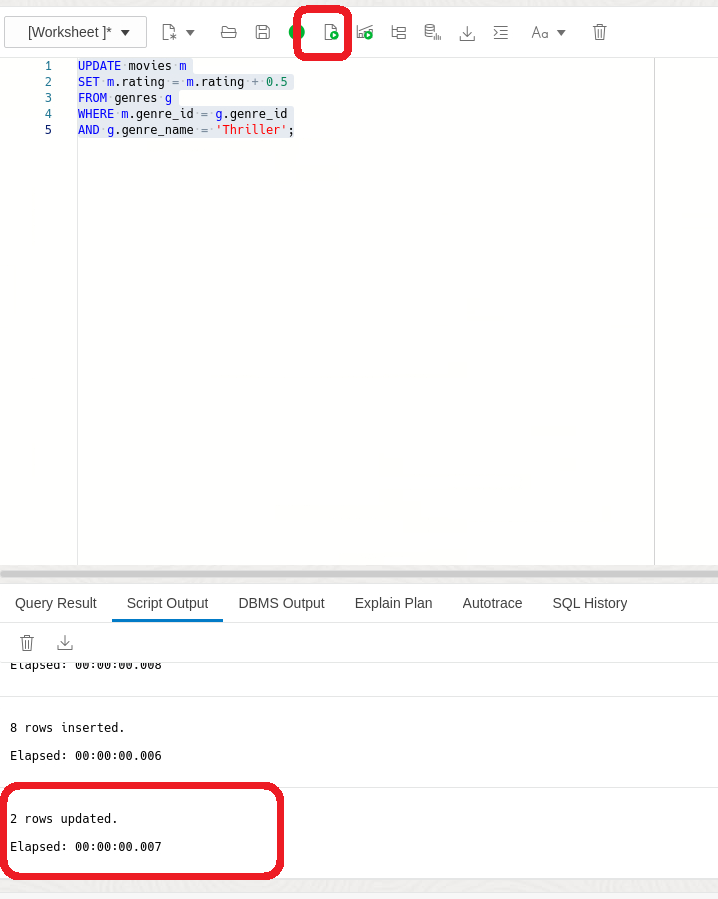 [Worksheet ]*
Aa
1 UPDATE movies m
2 SET m.rating = m.rating + 0.5
3 FROM genres g
4 WHERE m.genre_id = g.genre_id
5 AND g.genre_name = 'Thriller';
Query Result Script Output DBMS Output Explain Plan Autotrace SQL History
Elapsed: 00:00:00.008
8 rows inserted.
Elapsed: 00:00:00.006
2 rows updated.
Elapsed: 00:00:00.007